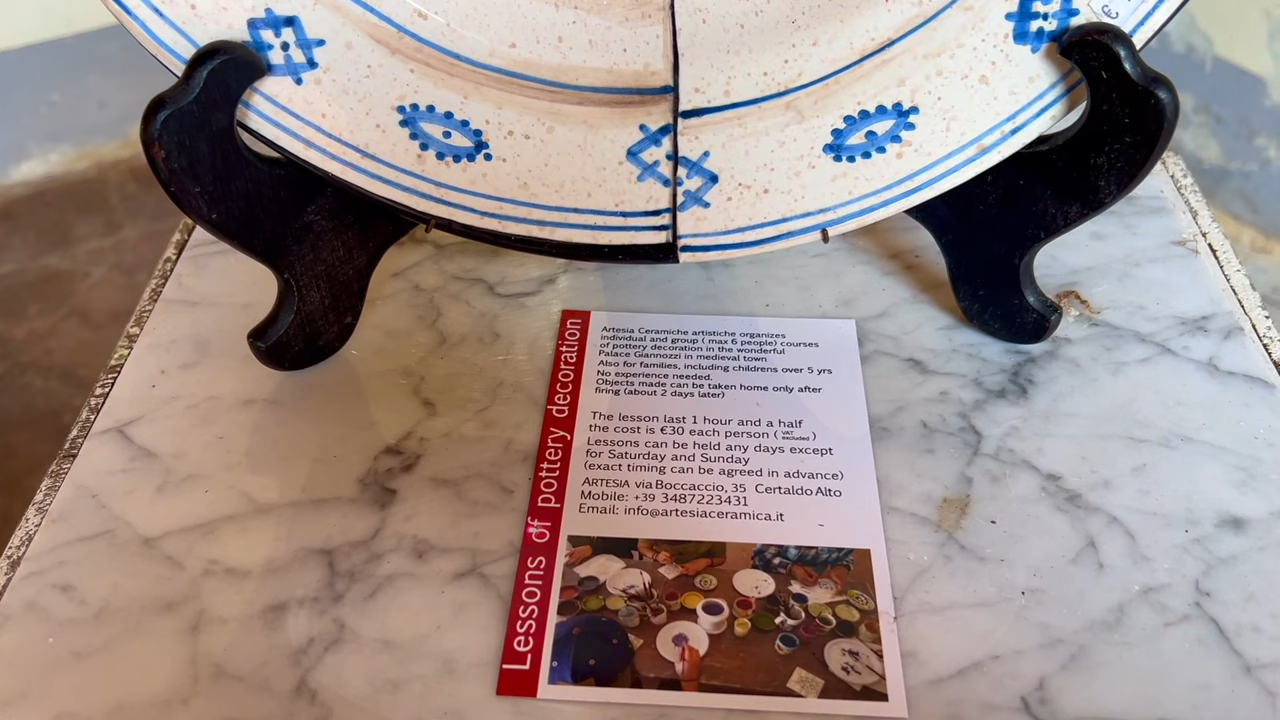 €
Lessons of pottery decoration
Artesia Ceramiche artistiche organizes
individual and group ( max 6 people) courses
of pottery decoration in the wonderful
Palace Giannozzi in medieval town
Also for families, including childrens over 5 yrs
No experience needed.
Objects made can be taken home only after
firing (about 2 days later)
The lesson last 1 hour and a half
the cost is €30 each person ( VAT excluded )
Lessons can be held any days except
for Saturday and Sunday
(exact timing can be agreed in advance)
ARTESIA via Boccaccio, 35 Certaldo Alto
Mobile: +39 3487223431
Email: info@artesiaceramica.it